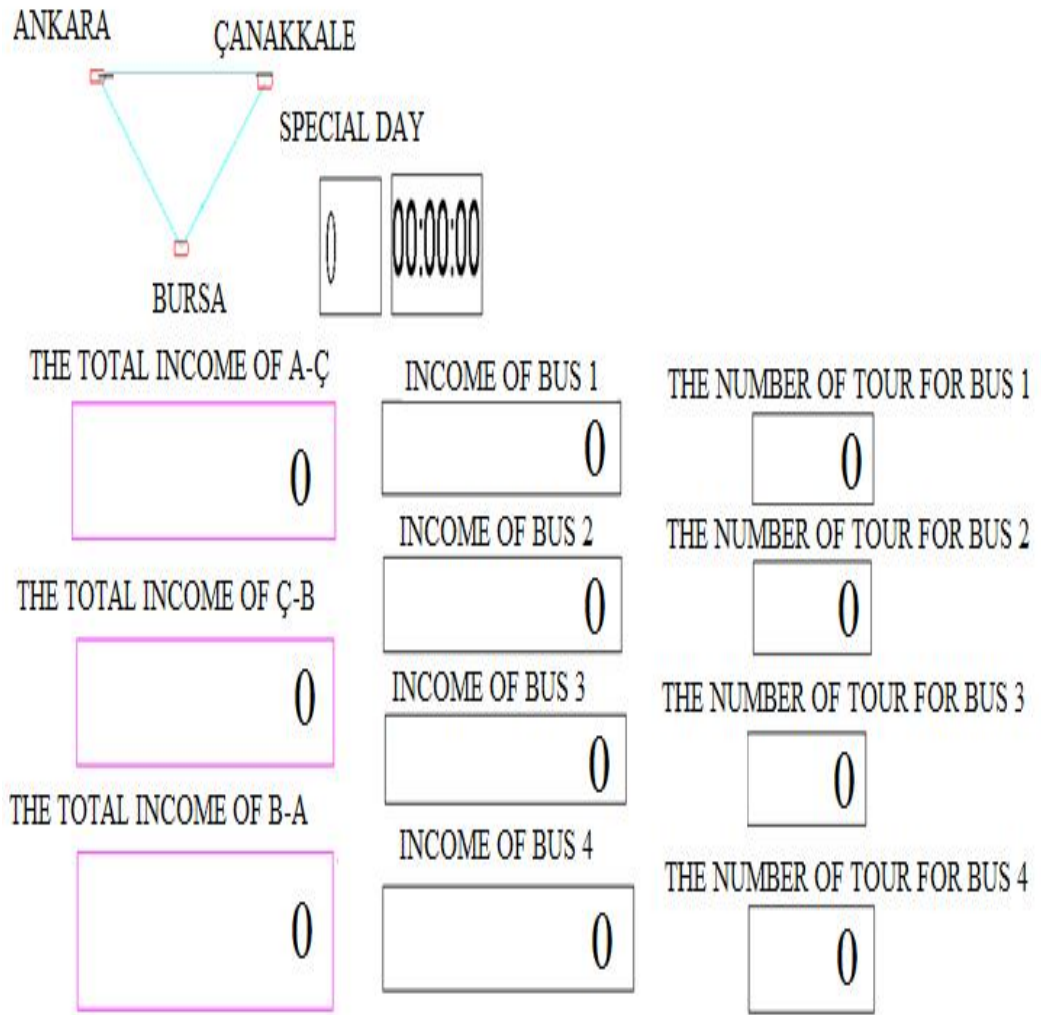 ANKARA
ÇANAKKALE
SPECIAL DAY
0
00:00:00
BURSA
THE TOTAL INCOME OF A-Ç
0
THE TOTAL INCOME OF Ç-B
0
THE TOTAL INCOME OF B-A
0
INCOME OF BUS 1
0
INCOME OF BUS 2
0
INCOME OF BUS 3
0
INCOME OF BUS 4
0
THE NUMBER OF TOUR FOR BUS 1
0
THE NUMBER OF TOUR FOR BUS 2
0
THE NUMBER OF TOUR FOR BUS 3
0
THE NUMBER OF TOUR FOR BUS 4
0